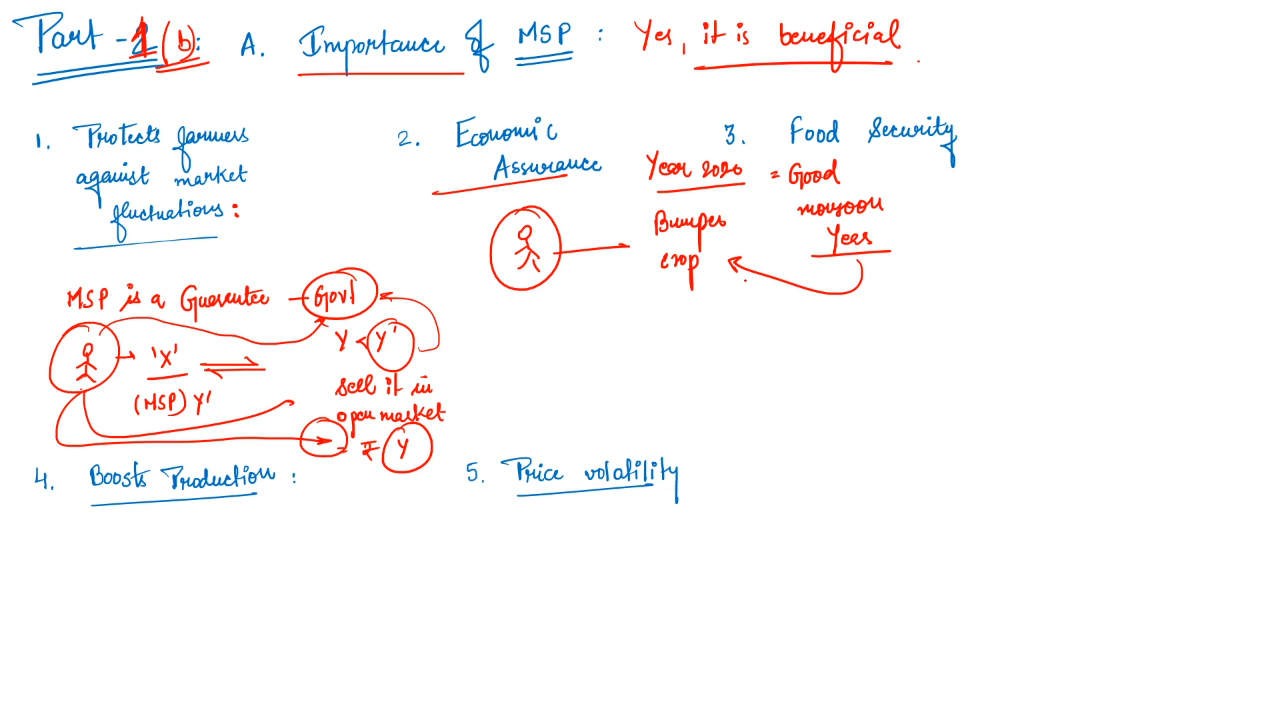 Part - 1 (b): A. Importance of MSP : Yes, it is beneficial
1. Protects farmers
against market
fluctuations :
2. Economic
Assurance
3. Food Security
Year 2020 = Good
monsoon
Years
Bumper
crop
MSP is a Guarantee - Govt
Y < Y'
'X'
(MSP) Y'
sell it in
open market
= ₹ Y
4. Boosts Production :
5. Price volatility